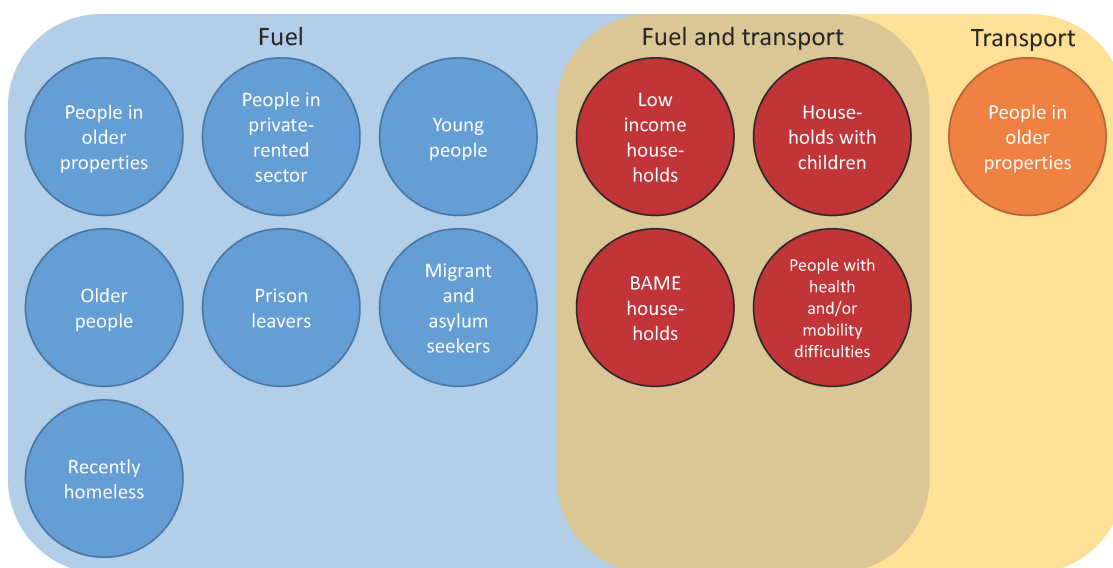 Fuel
People in
older
properties
People in
private-
rented
sector
Young
people
Older
people
Prison
leavers
Migrant
and
asylum
seekers
Recently
homeless
Fuel and transport
Low
income
house-
holds
House-
holds with
children
BAME
house-
holds
People with
health
and/or
mobility
difficulties
Transport
People in
older
properties